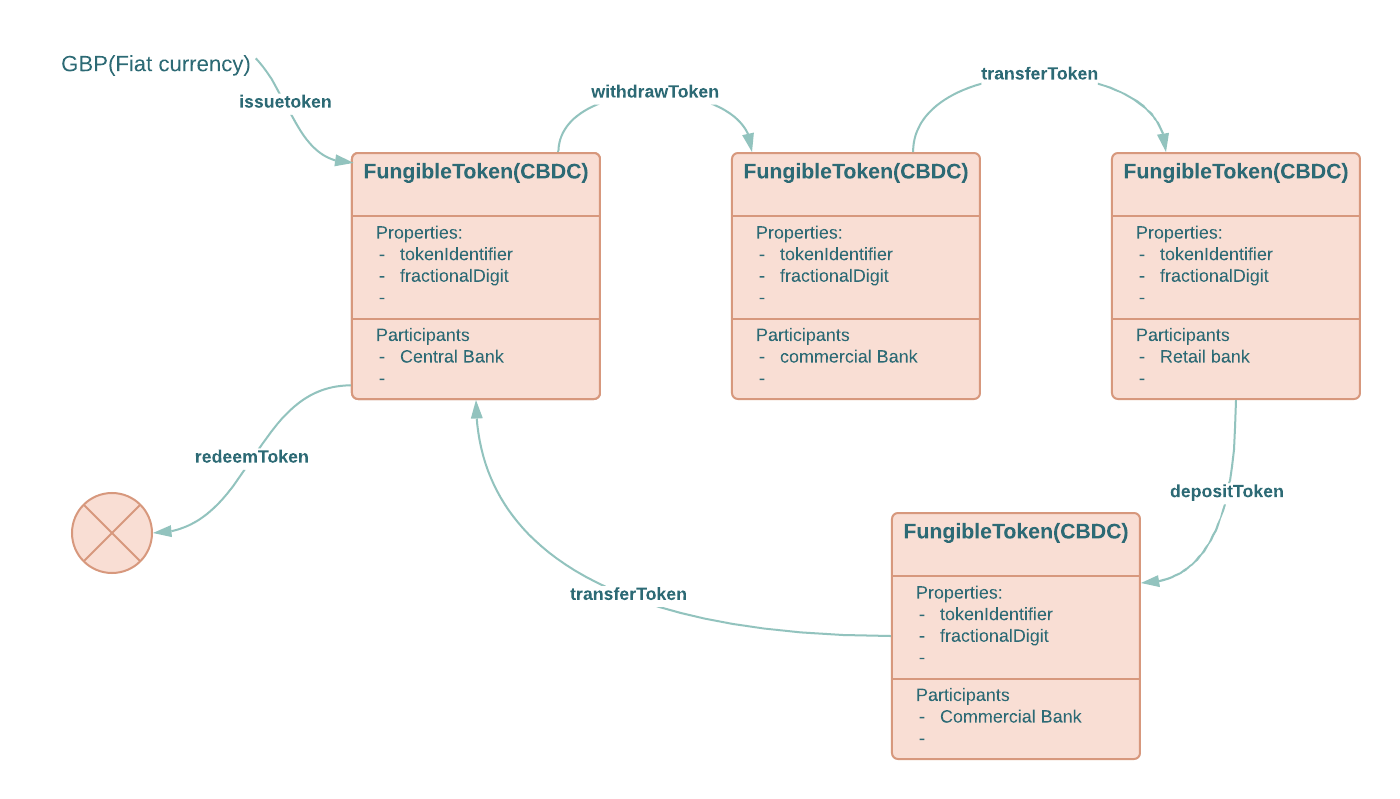 GBP(Fiat currency)
issuetoken
withdrawToken
transferToken
FungibleToken(CBDC)
Properties:
- tokenIdentifier
- fractionalDigit
-
Participants
- Central Bank
-
FungibleToken(CBDC)
Properties:
- tokenIdentifier
- fractionalDigit
-
Participants
- commercial Bank
-
FungibleToken(CBDC)
Properties:
- tokenIdentifier
- fractionalDigit
-
Participants
- Retail bank
-
redeemToken
depositToken
transferToken
FungibleToken(CBDC)
Properties:
- tokenIdentifier
- fractionalDigit
-
Participants
- Commercial Bank
-